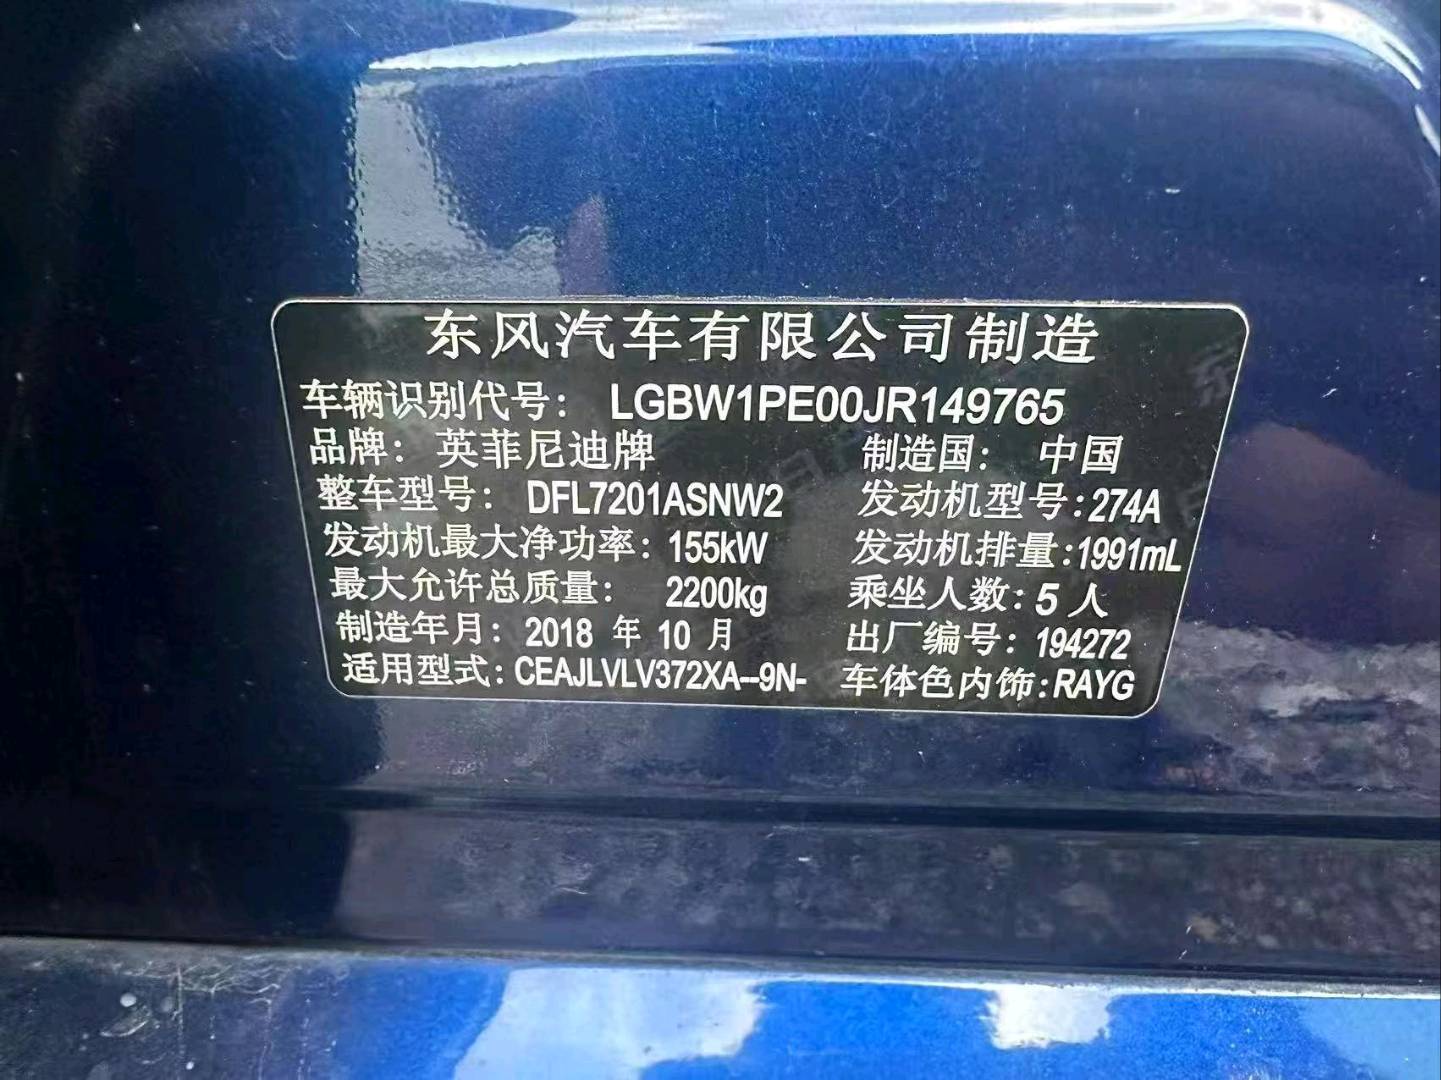 东风汽车有限公司制造
车辆识别代号： LGBW1PE00JR149765
品牌：英菲尼迪牌 制造国： 中国
整车型号： DFL7201ASNW2 发动机型号:274A
发动机最大净功率：155kW 发动机排量:1991mL
最大允许总质量： 2200kg 乘坐人数:5人
制造年月：2018 年 10 月 出厂编号: 194272
适用型式:CEAJLVLV372XA--9N- 车体色内饰:RAYG